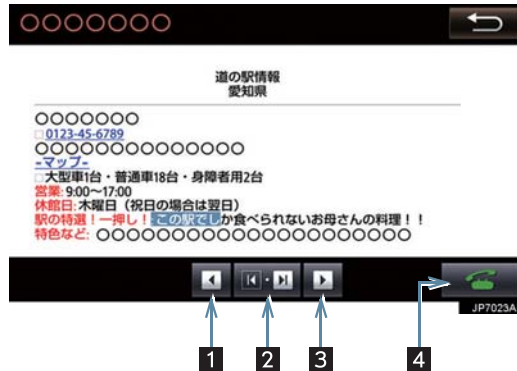 ○○○○○○○
道の駅情報
愛知県
○○○○○○○
□0123-45-6789
○○○○○○○○○○○○○○
-マップ-
□大型車1台・普通車18台・身障者用2台
営業: 9:00～17:00
休館日: 木曜日（祝日の場合は翌日）
駅の特選！一押し！この駅でしか食べられないお母さんの料理！！
特色など: ○○○○○○○○○○○○○○○○○○○○
JP7023A
1 2 3 4